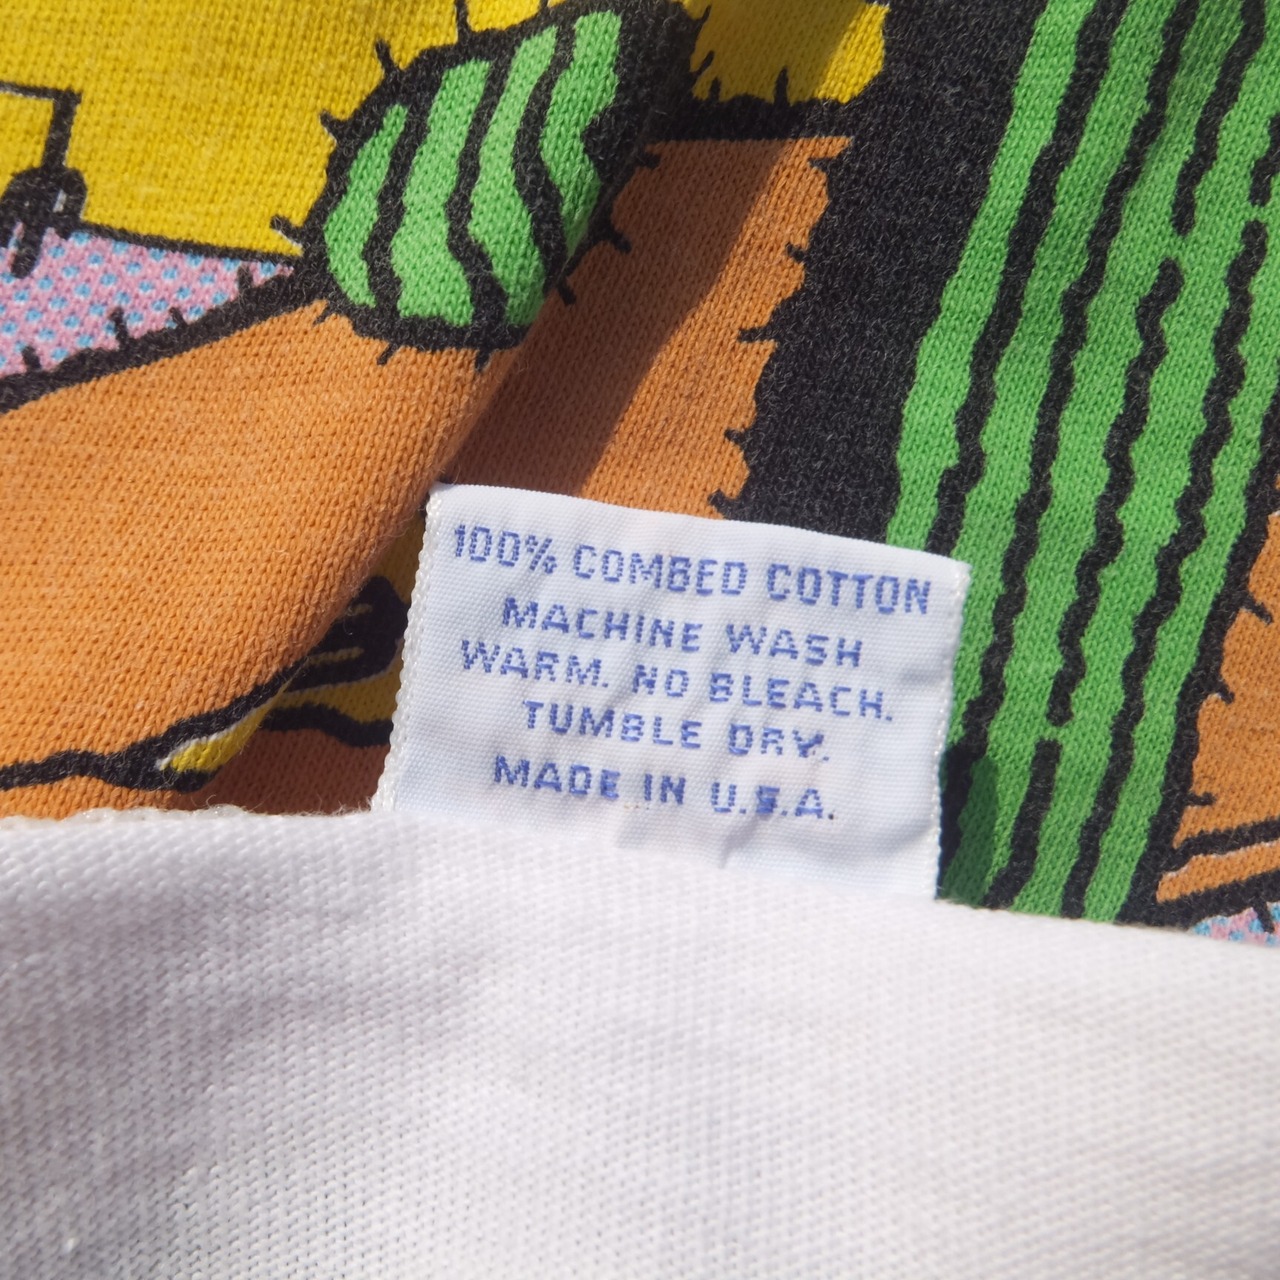 100% COMBED COTTON
MACHINE WASH
WARM. NO BLEACH.
TUMBLE DRY.
MADE IN U.S.A.